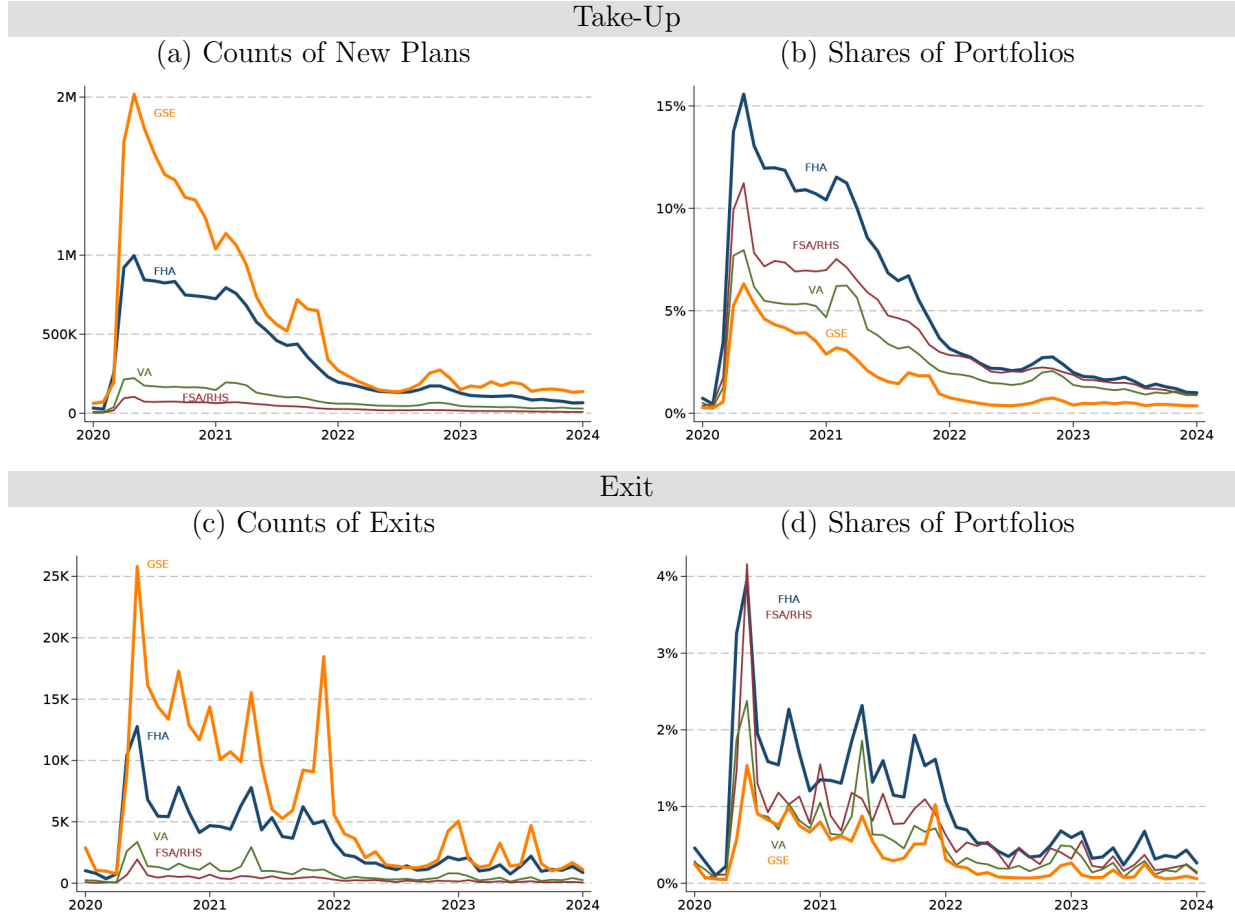 Take-Up
(a) Counts of New Plans
(b) Shares of Portfolios
2M
1M
500K
0
GSE
FHA
VA
FSA/RHS
2020 2021 2022 2023 2024
15%
10%
5%
0%
FHA
FSA/RHS
VA
GSE
2020 2021 2022 2023 2024
Exit
(c) Counts of Exits
(d) Shares of Portfolios
25K
20K
15K
10K
5K
0
GSE
FHA
VA
FSA/RHS
2020 2021 2022 2023 2024
4%
3%
2%
1%
0%
FHA
FSA/RHS
VA
GSE
2020 2021 2022 2023 2024